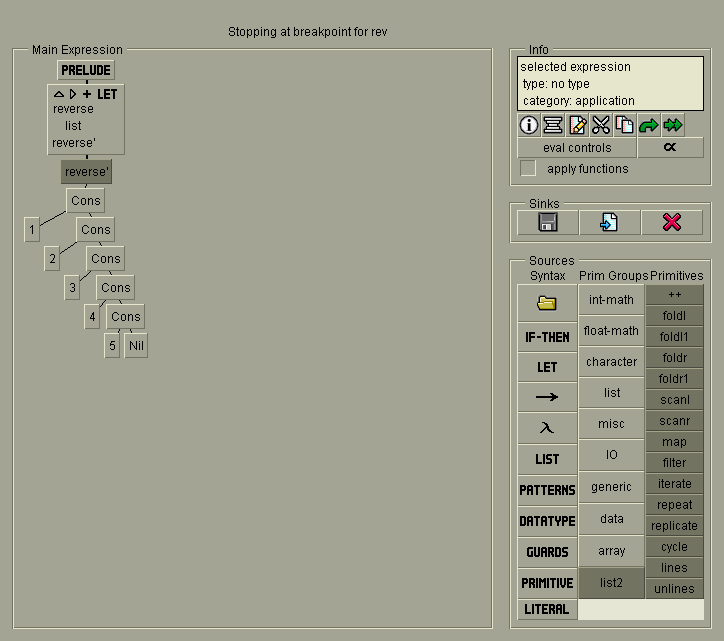 Stopping at breakpoint for rev
Main Expression
PRELUDE
+ LET
reverse
list
reverse'
reverse'
Cons
1
Cons
2
Cons
3
Cons
4
Cons
5
Nil
Info
selected expression
type: no type
category: application
eval controls
∝
apply functions
Sinks
Sources
Syntax Prim Groups Primitives
IF-THEN
LET
→
λ
LIST
PATTERNS
DATATYPE
GUARDS
PRIMITIVE
LITERAL
int-math
float-math
character
list
misc
IO
generic
data
array
list2
++
foldl
foldl1
foldr
foldr1
scanl
scanr
map
filter
iterate
repeat
replicate
cycle
lines
unlines